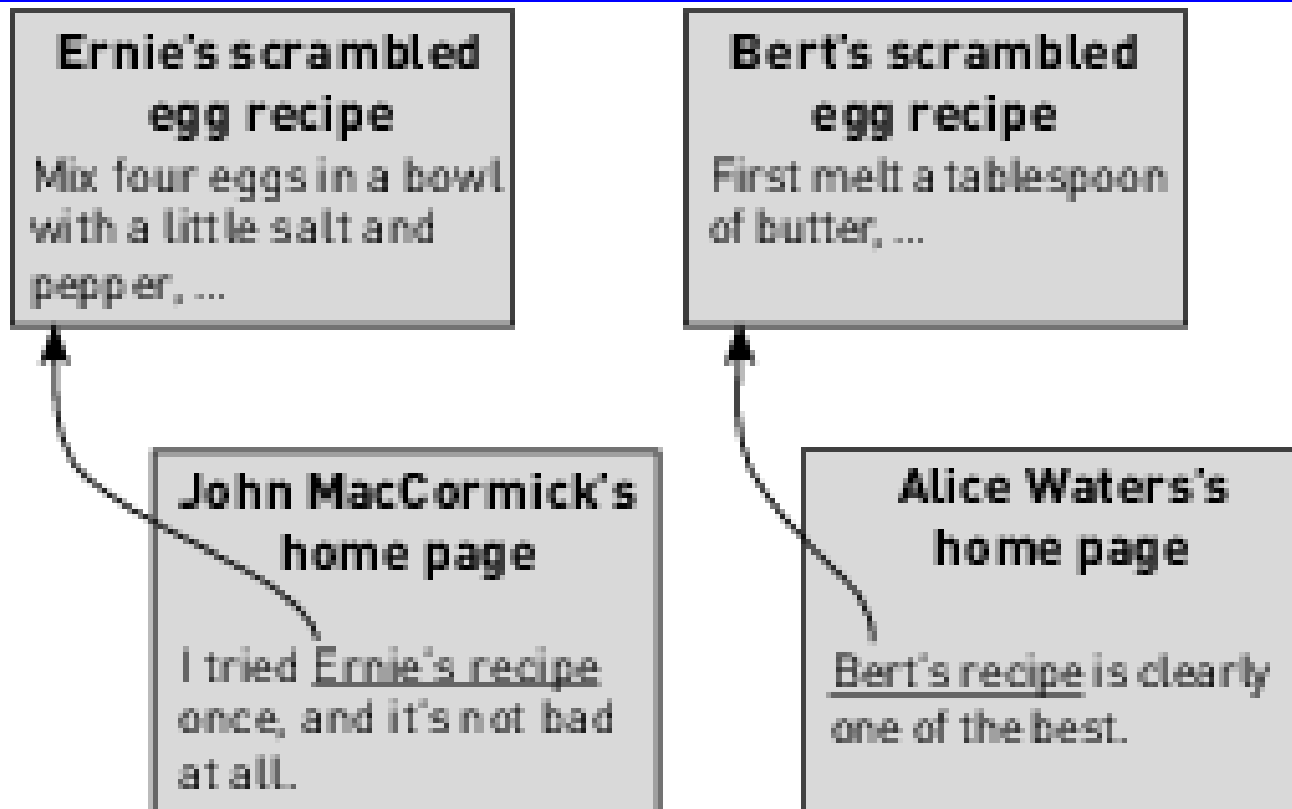 Ernie's scrambled
egg recipe
Mix four eggs in a bowl
with a little salt and
pepper, ...
Bert's scrambled
egg recipe
First melt a tablespoon
of butter, ...
John MacCormick's
home page
I tried Ernie's recipe
once, and it's not bad
at all.
Alice Waters's
home page
Bert's recipe is clearly
one of the best.